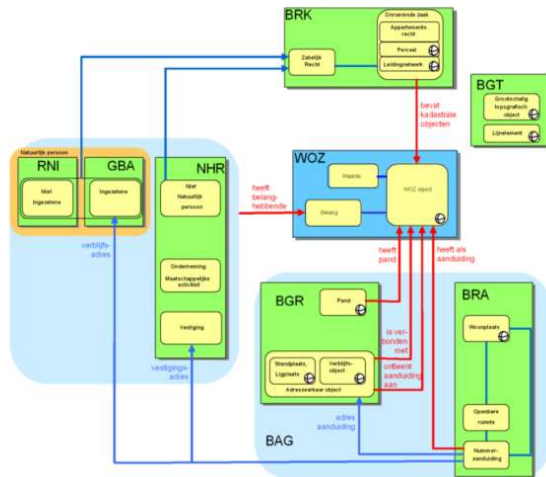 BRK
Onroerende zaak
Appartements
recht
Zakelijk
Recht
Perceel
Leidingnetwerk
BGT
Grootschalig
topografisch
object
Lijnelement
bevat
kadastrale
objecten
Natuurlijk persoon
RNI
GBA
NHR
WOZ
Niet
Ingezetene
Ingezetene
Niet
Natuurlijk
persoon
Waarde
WOZ object
Belang
heeft
belang-
hebbende
verblijfs-
adres
heeft
pand
heeft als
aanduiding
Onderneming
Maatschappelijke
activiteit
BGR
Pand
BRA
Vestiging
is ver-
bonden
met
Woonplaats
ontleent
aanduiding
aan
Standplaats,
Ligplaats
Verblijfs-
object
Adresseerbaar object
vestigings-
adres
adres
aanduiding
Openbare
ruimte
BAG
Nummer-
aanduiding